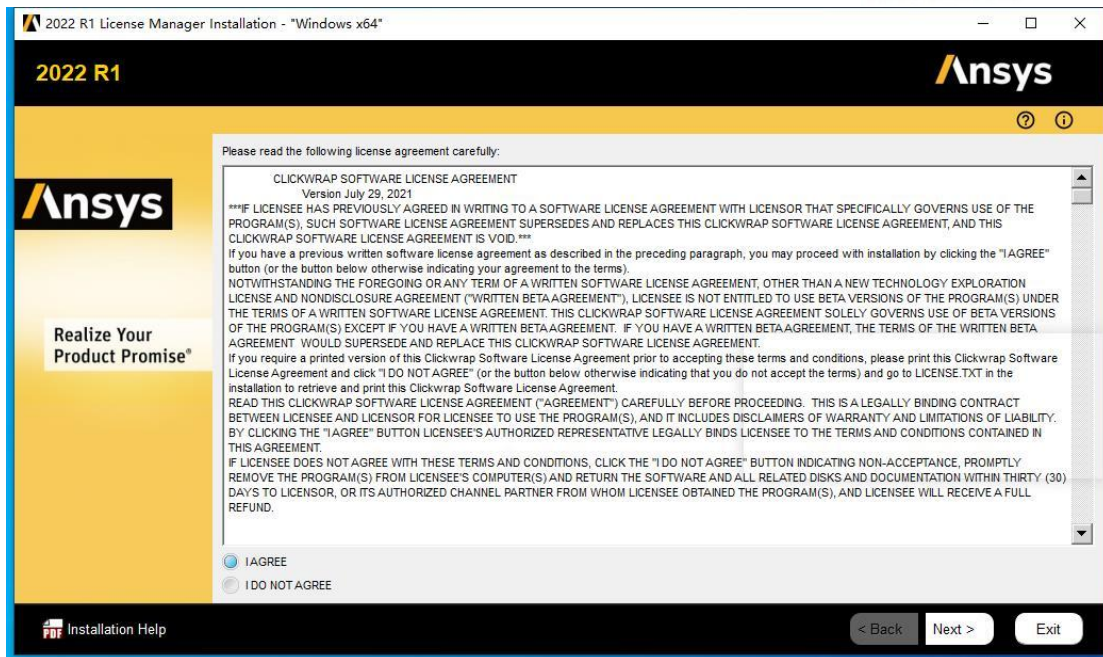 2022 R1 License Manager Installation - "Windows x64"
2022 R1
Ansys
Please read the following license agreement carefully:
CLICKWRAP SOFTWARE LICENSE AGREEMENT
Version July 29, 2021
***IF LICENSEE HAS PREVIOUSLY AGREED IN WRITING TO A SOFTWARE LICENSE AGREEMENT WITH LICENSOR THAT SPECIFICALLY GOVERNS USE OF THE
PROGRAM(S), SUCH SOFTWARE LICENSE AGREEMENT SUPERSEDES AND REPLACES THIS CLICKWRAP SOFTWARE LICENSE AGREEMENT, AND THIS
CLICKWRAP SOFTWARE LICENSE AGREEMENT IS VOID.***
If you have a previous written software license agreement as described in the preceding paragraph, you may proceed with installation by clicking the "I AGREE"
button (or the button below otherwise indicating your agreement to the terms).
NOTWITHSTANDING THE FOREGOING OR ANY TERM OF A WRITTEN SOFTWARE LICENSE AGREEMENT, OTHER THAN A NEW TECHNOLOGY EXPLORATION
LICENSE AND NONDISCLOSURE AGREEMENT ("WRITTEN BETA AGREEMENT"), LICENSEE IS NOT ENTITLED TO USE BETA VERSIONS OF THE PROGRAM(S) UNDER
THE TERMS OF A WRITTEN SOFTWARE LICENSE AGREEMENT. THIS CLICKWRAP SOFTWARE LICENSE AGREEMENT SOLELY GOVERNS USE OF BETA VERSIONS
OF THE PROGRAM(S) EXCEPT IF YOU HAVE A WRITTEN BETA AGREEMENT. IF YOU HAVE A WRITTEN BETA AGREEMENT, THE TERMS OF THE WRITTEN BETA
AGREEMENT WOULD SUPERSEDE AND REPLACE THIS CLICKWRAP SOFTWARE LICENSE AGREEMENT.
If you require a printed version of this Clickwrap Software License Agreement prior to accepting these terms and conditions, please print this Clickwrap Software
License Agreement and click "I DO NOT AGREE" (or the button below otherwise indicating that you do not accept the terms) and go to LICENSE.TXT in the
installation to retrieve and print this Clickwrap Software License Agreement.
READ THIS CLICKWRAP SOFTWARE LICENSE AGREEMENT ("AGREEMENT") CAREFULLY BEFORE PROCEEDING. THIS IS A LEGALLY BINDING CONTRACT
BETWEEN LICENSEE AND LICENSOR FOR LICENSEE TO USE THE PROGRAM(S), AND IT INCLUDES DISCLAIMERS OF WARRANTY AND LIMITATIONS OF LIABILITY.
BY CLICKING THE "I AGREE" BUTTON LICENSEE'S AUTHORIZED REPRESENTATIVE LEGALLY BINDS LICENSEE TO THE TERMS AND CONDITIONS CONTAINED IN
THIS AGREEMENT.
IF LICENSEE DOES NOT AGREE WITH THESE TERMS AND CONDITIONS, CLICK THE "I DO NOT AGREE" BUTTON INDICATING NON-ACCEPTANCE, PROMPTLY
REMOVE THE PROGRAM(S) FROM LICENSEE'S COMPUTER(S) AND RETURN THE SOFTWARE AND ALL RELATED DISKS AND DOCUMENTATION WITHIN THIRTY (30)
DAYS TO LICENSOR, OR ITS AUTHORIZED CHANNEL PARTNER FROM WHOM LICENSEE OBTAINED THE PROGRAM(S), AND LICENSEE WILL RECEIVE A FULL
REFUND.
Ansys
Realize Your
Product Promise®
I AGREE
I DO NOT AGREE
PDF Installation Help
< Back Next > Exit